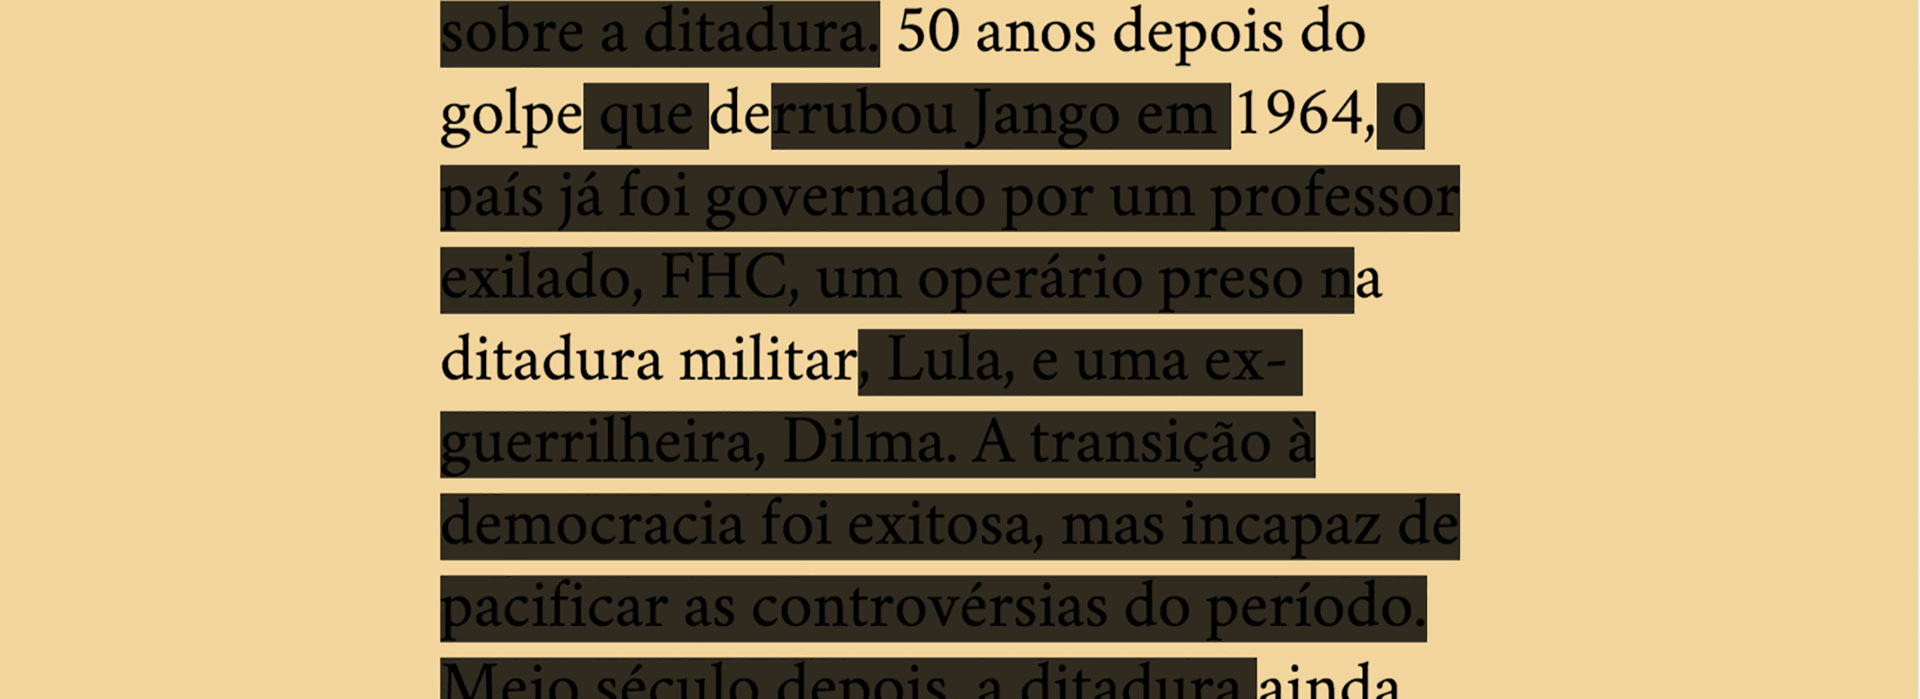 sobre a ditadura. 50 anos depois do
golpe que derrubou Jango em 1964, o
país já foi governado por um professor
exilado, FHC, um operário preso na
ditadura militar, Lula, e uma ex-
guerrilheira, Dilma. A transição à
democracia foi exitosa, mas incapaz de
pacificar as controvérsias do período.
Meio século depois, a ditadura ainda